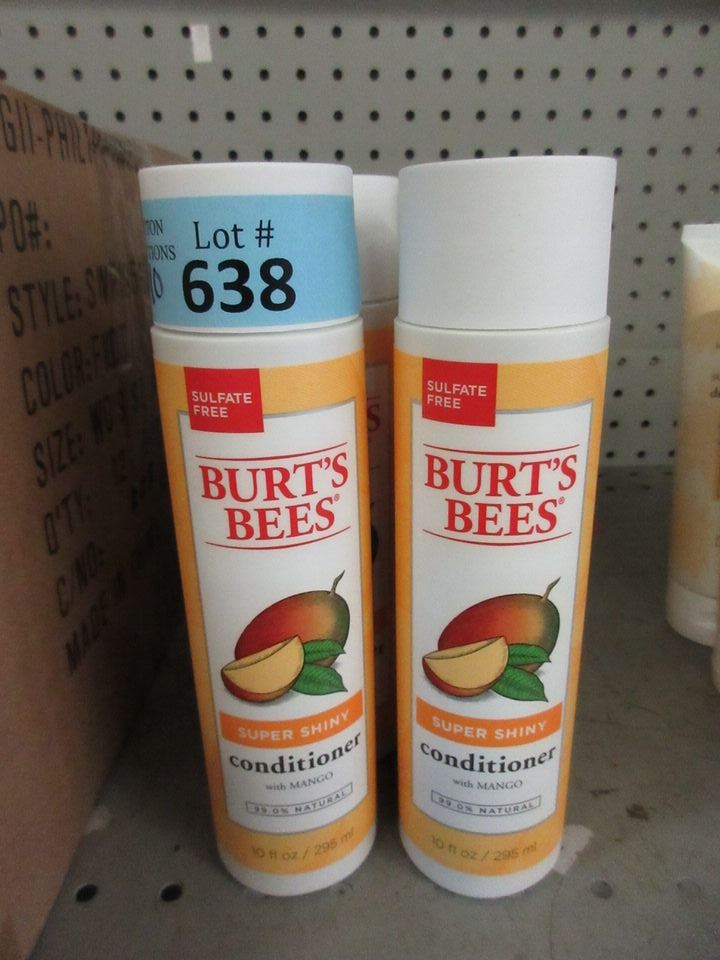 PO#:
STYLE:
COLOR:
SIZE:
Q'TY:
C/NO:
MADE IN
Lot #
638
SULFATE
FREE
BURT'S
BEES®
SUPER SHINY
conditioner
with MANGO
99.0% NATURAL
10 fl oz / 295 ml
SULFATE
FREE
BURT'S
BEES®
SUPER SHINY
conditioner
with MANGO
99.0% NATURAL
10 fl oz / 295 ml